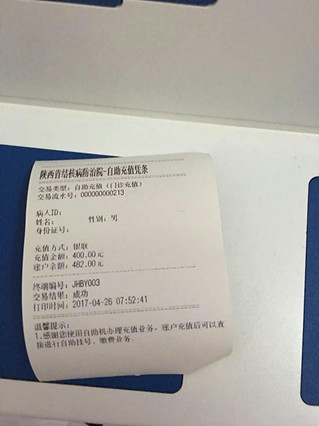 陕西省结核病防治院-自助充值凭条
交易类型: 自助充值 (门诊充值)
交易流水号: 000000000213
病人ID:
姓名: 性别: 男
身份证号:
充值方式: 银联
充值金额: 400.00元
账户余额: 482.00元
终端编号: JHBY003
交易结果: 成功
打印时间: 2017-04-26 07:52:41
温馨提示:
1.感谢您使用自助机办理充值业务，账户充值后可以直
接进行自助挂号、缴费业务。